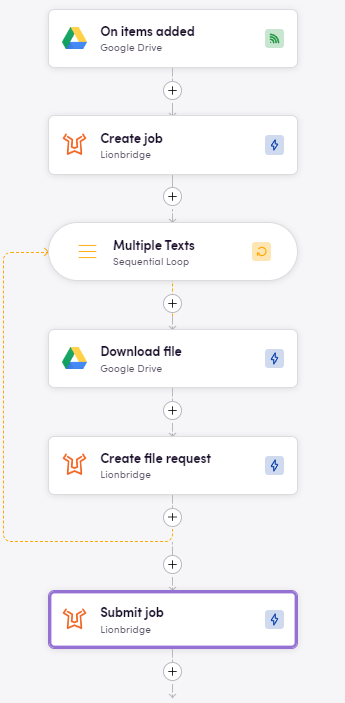 On items added
Google Drive
Create job
Lionbridge
Multiple Texts
Sequential Loop
Download file
Google Drive
Create file request
Lionbridge
Submit job
Lionbridge